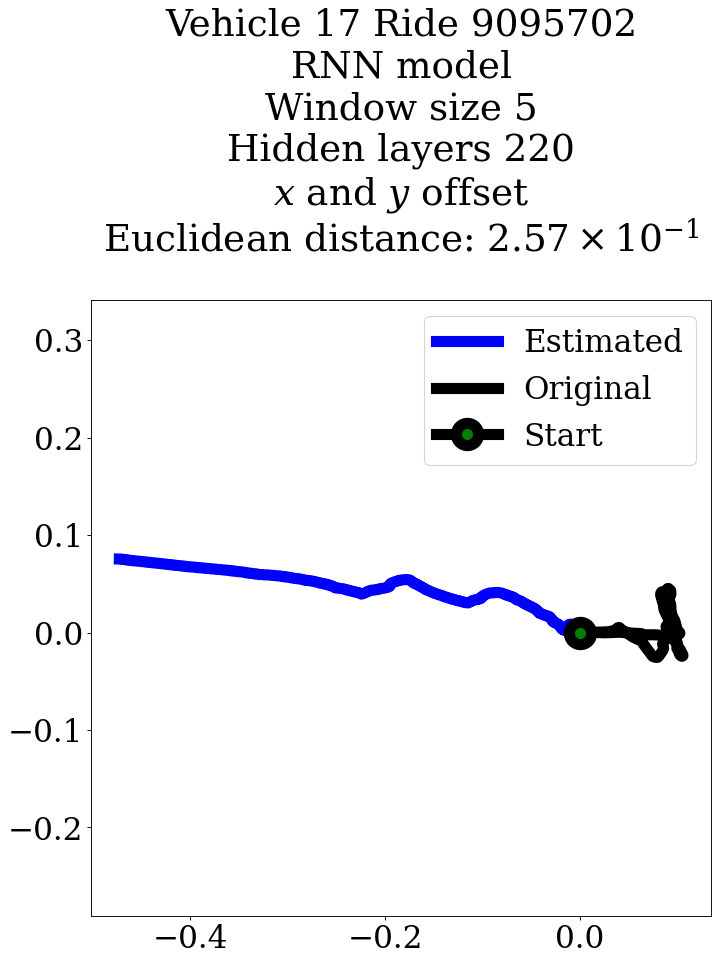 Vehicle 17 Ride 9095702
RNN model
Window size 5
Hidden layers 220
x and y offset
Euclidean distance: 2.57 × 10⁻¹
Estimated
Original
Start
0.3
0.2
0.1
0.0
−0.1
−0.2
−0.4
−0.2
0.0